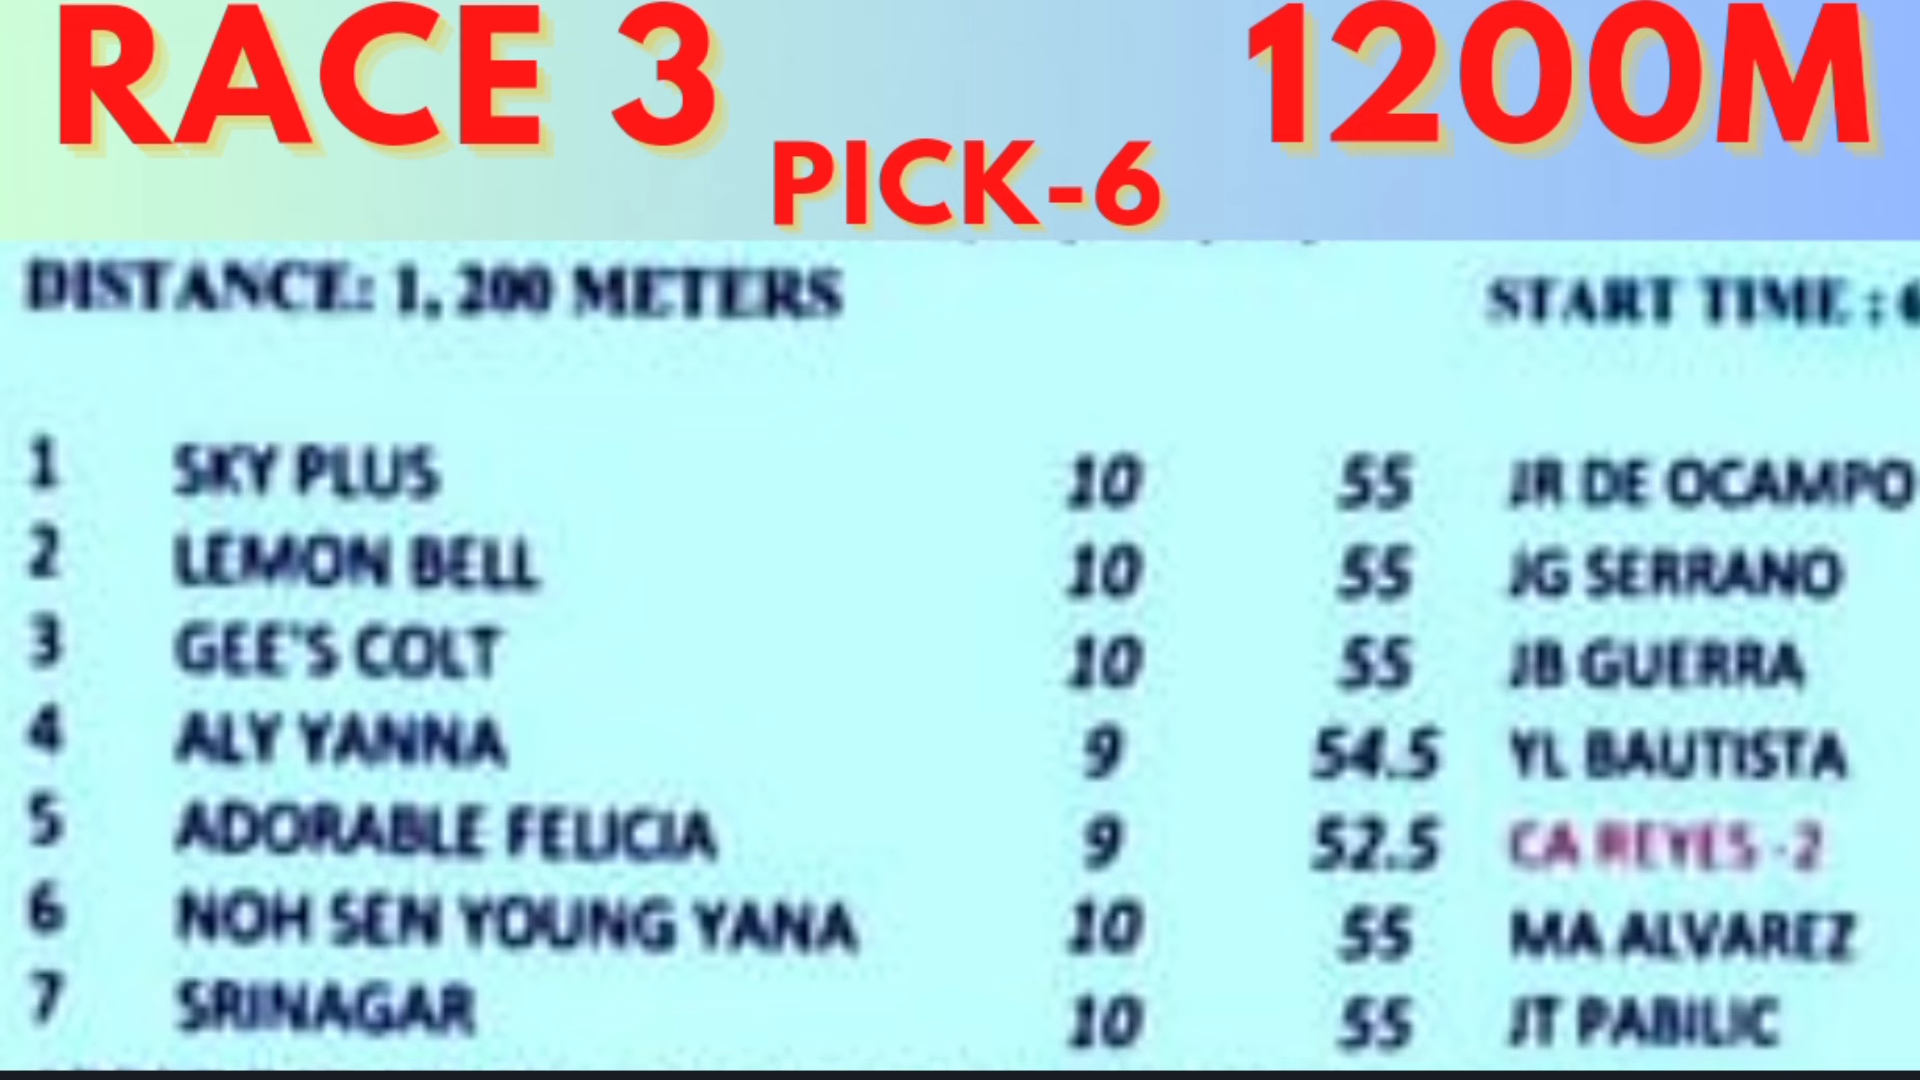 RACE 3
1200M
PICK-6
DISTANCE: 1, 200 METERS START TIME :
1 SKY PLUS 10 55 JR DE OCAMPO
2 LEMON BELL 10 55 JG SERRANO
3 GEE'S COLT 10 55 JB GUERRA
4 ALY YANNA 9 54.5 YL BAUTISTA
5 ADORABLE FELICIA 9 52.5 CA REYES -2
6 NOH SEN YOUNG YANA 10 55 MA ALVAREZ
7 SRINAGAR 10 55 JT PABILIC